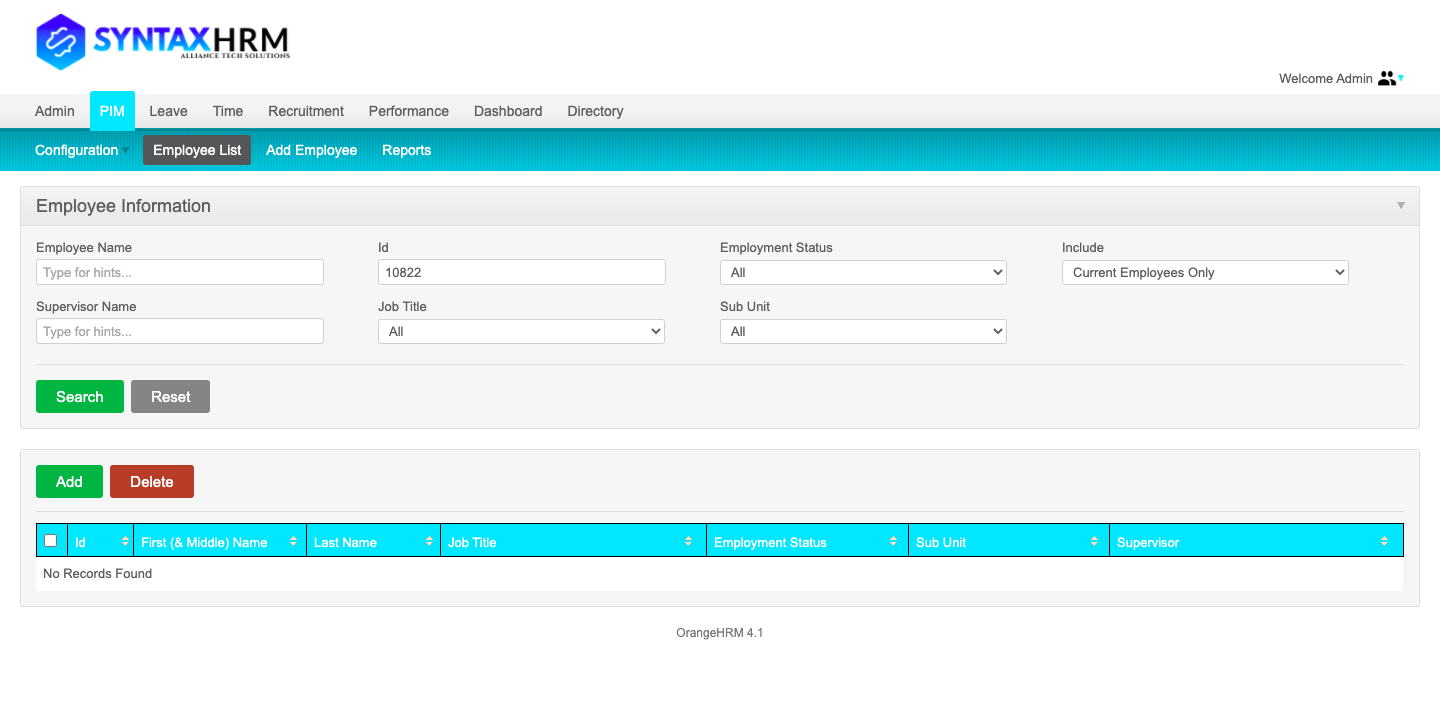 SYNTAXHRM
ALLIANCE TECH SOLUTIONS
Welcome Admin
Admin PIM Leave Time Recruitment Performance Dashboard Directory
Configuration Employee List Add Employee Reports
Employee Information
Employee Name Id Employment Status Include
Type for hints... 10822 All Current Employees Only
Supervisor Name Job Title Sub Unit
Type for hints... All All
Search Reset
Add Delete
Id First (& Middle) Name Last Name Job Title Employment Status Sub Unit Supervisor
No Records Found
OrangeHRM 4.1